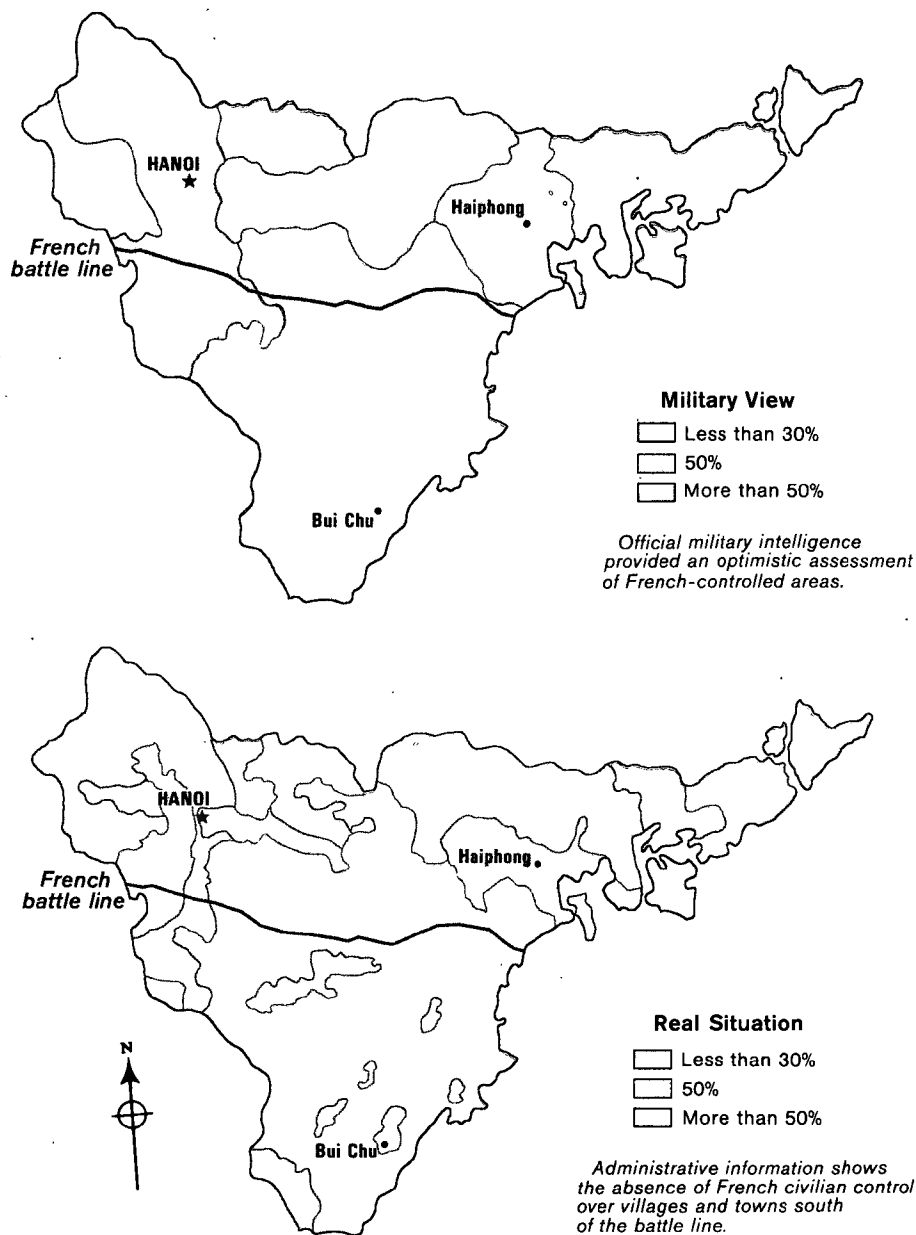 HANOI
Haiphong
French
battle line
Military View
Less than 30%
50%
More than 50%
Bui Chu
Official military intelligence
provided an optimistic assessment
of French-controlled areas.
HANOI
Haiphong
French
battle line
Real Situation
N
Less than 30%
50%
More than 50%
Bui Chu
Administrative information shows
the absence of French civilian control
over villages and towns south
of the battle line.